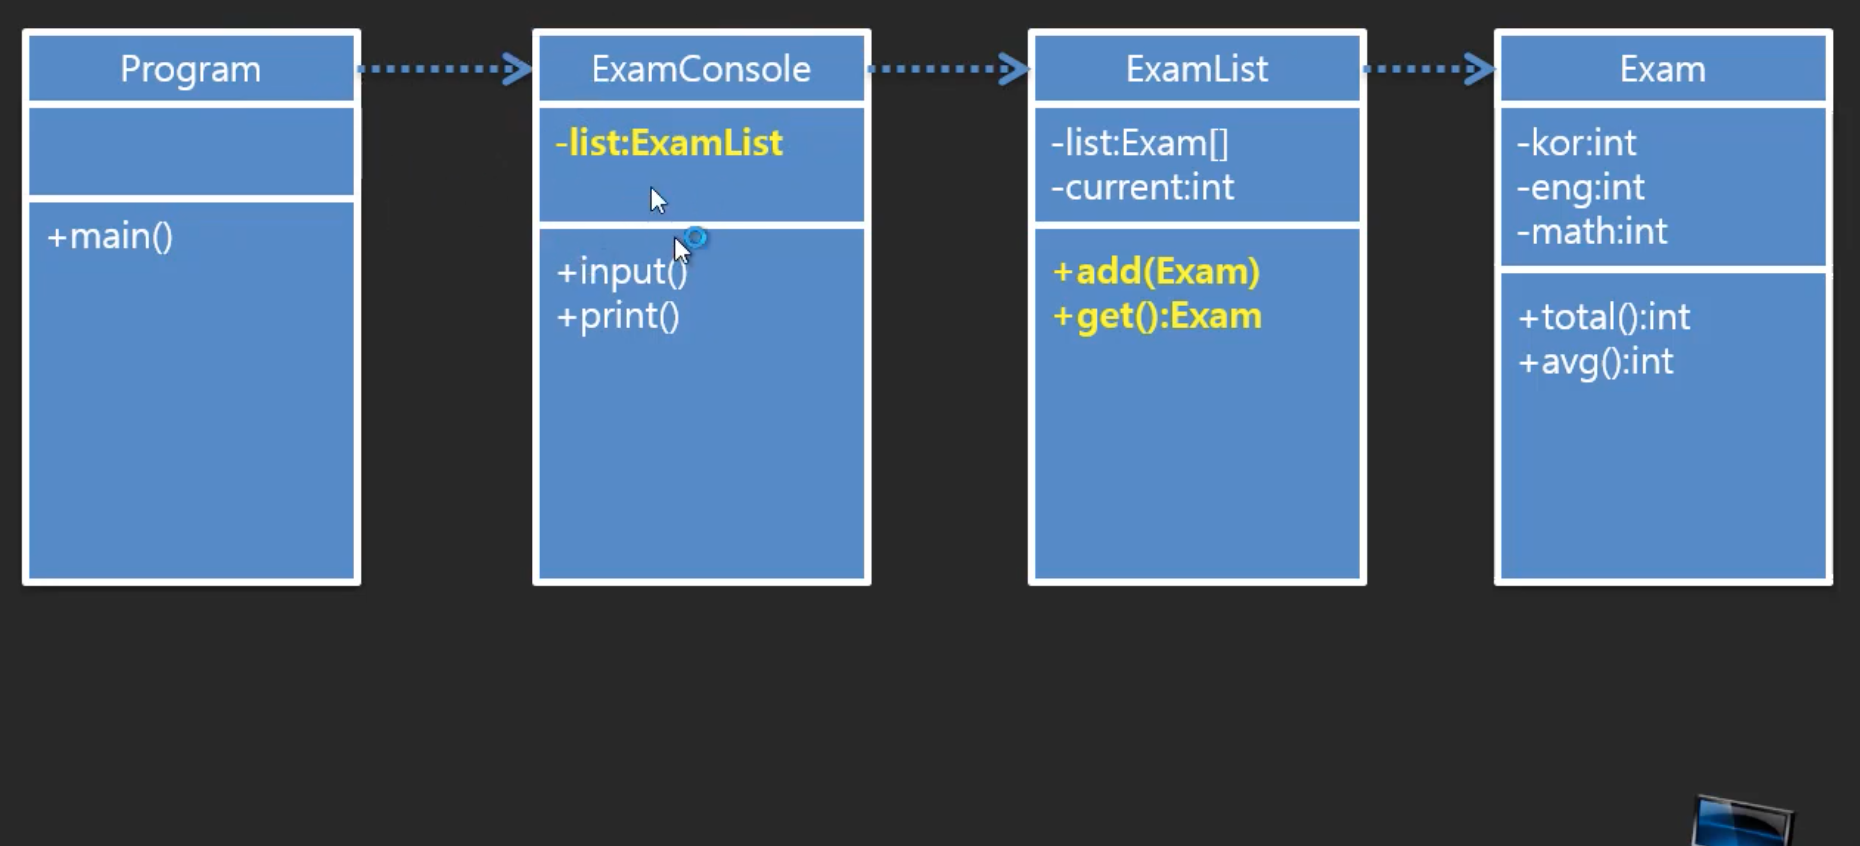 Program
+main()
ExamConsole
-list:ExamList
+input()
+print()
ExamList
-list:Exam[]
-current:int
+add(Exam)
+get():Exam
Exam
-kor:int
-eng:int
-math:int
+total():int
+avg():int